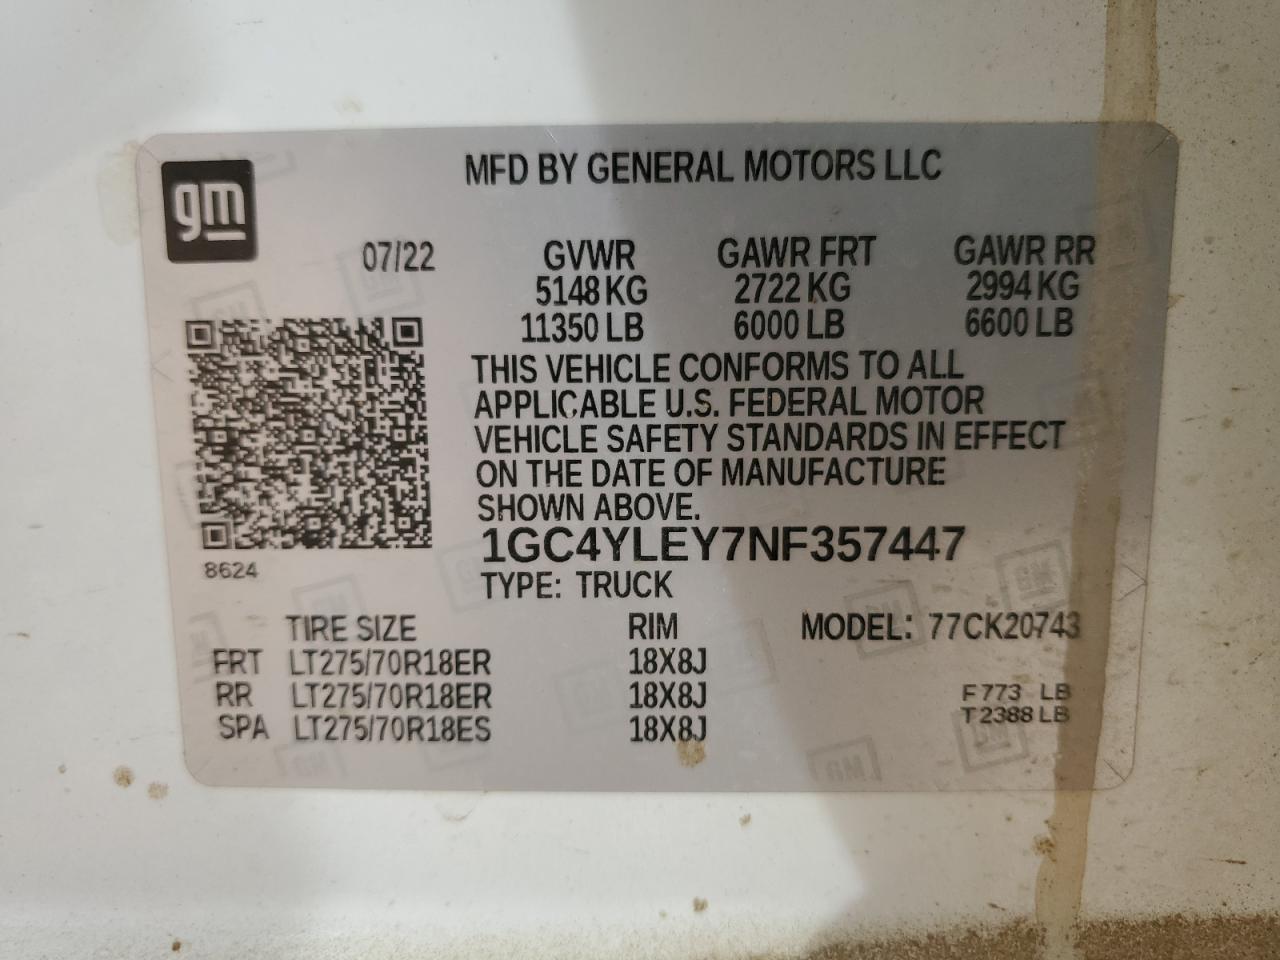 gm
MFD BY GENERAL MOTORS LLC
07/22 GVWR GAWR FRT GAWR RR
5148 KG 2722 KG 2994 KG
11350 LB 6000 LB 6600 LB
THIS VEHICLE CONFORMS TO ALL
APPLICABLE U.S. FEDERAL MOTOR
VEHICLE SAFETY STANDARDS IN EFFECT
ON THE DATE OF MANUFACTURE
SHOWN ABOVE.
1GC4YLEY7NF357447
8624
TYPE: TRUCK
TIRE SIZE RIM MODEL: 77CK20743
FRT LT275/70R18ER 18X8J
RR LT275/70R18ER 18X8J F 773 LB
SPA LT275/70R18ES 18X8J T 2388 LB